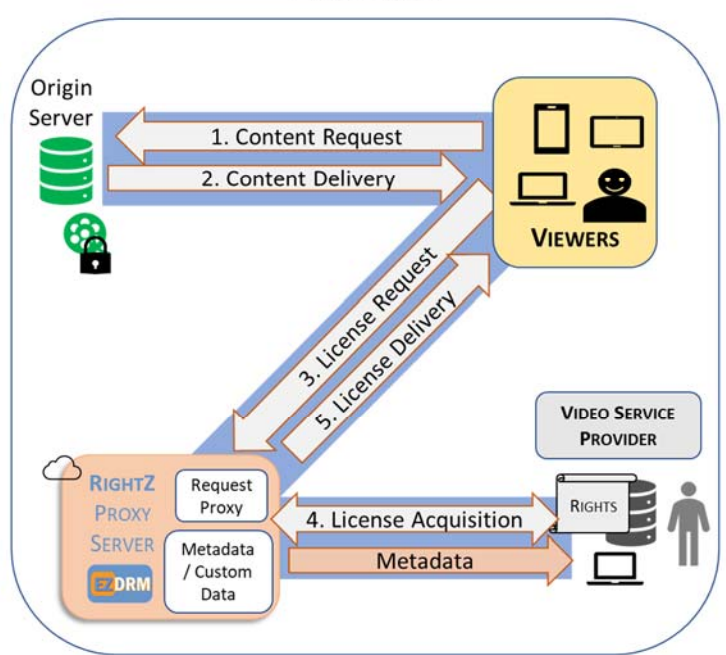 Origin
Server
1. Content Request
2. Content Delivery
VIEWERS
3. License Request
5. License Delivery
VIDEO SERVICE
PROVIDER
RIGHTZ
PROXY
SERVER
EZDRM
Request
Proxy
Metadata
/ Custom
Data
4. License Acquisition
Metadata
RIGHTS